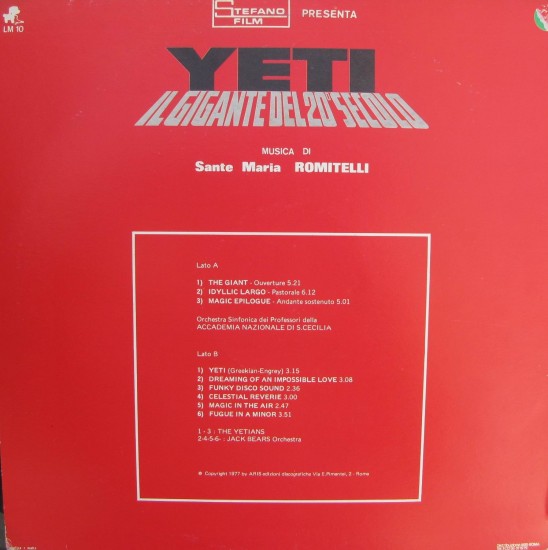 STEFANO FILM PRESENTA
LM 10
YETI
IL GIGANTE DEL 20° SECOLO
MUSICA DI
Sante Maria ROMITELLI
Lato A
1) THE GIANT - Ouverture 5.21
2) IDYLLIC LARGO - Pastorale 6.12
3) MAGIC EPILOGUE - Andante sostenuto 5.01
Orchestra Sinfonica dei Professori della
ACCADEMIA NAZIONALE DI S.CECILIA
Lato B
1) YETI (Greekian-Engrey) 3.15
2) DREAMING OF AN IMPOSSIBLE LOVE 3.08
3) FUNKY DISCO SOUND 2.36
4) CELESTIAL REVERIE 3.00
5) MAGIC IN THE AIR 2.47
6) FUGUE IN A MINOR 3.51
1 - 3 : THE YETIANS
2-4-5-6- : JACK BEARS Orchestra
© Copyright 1977 by ARIS edizioni discografiche Via E.Pimentel, 2 - Roma